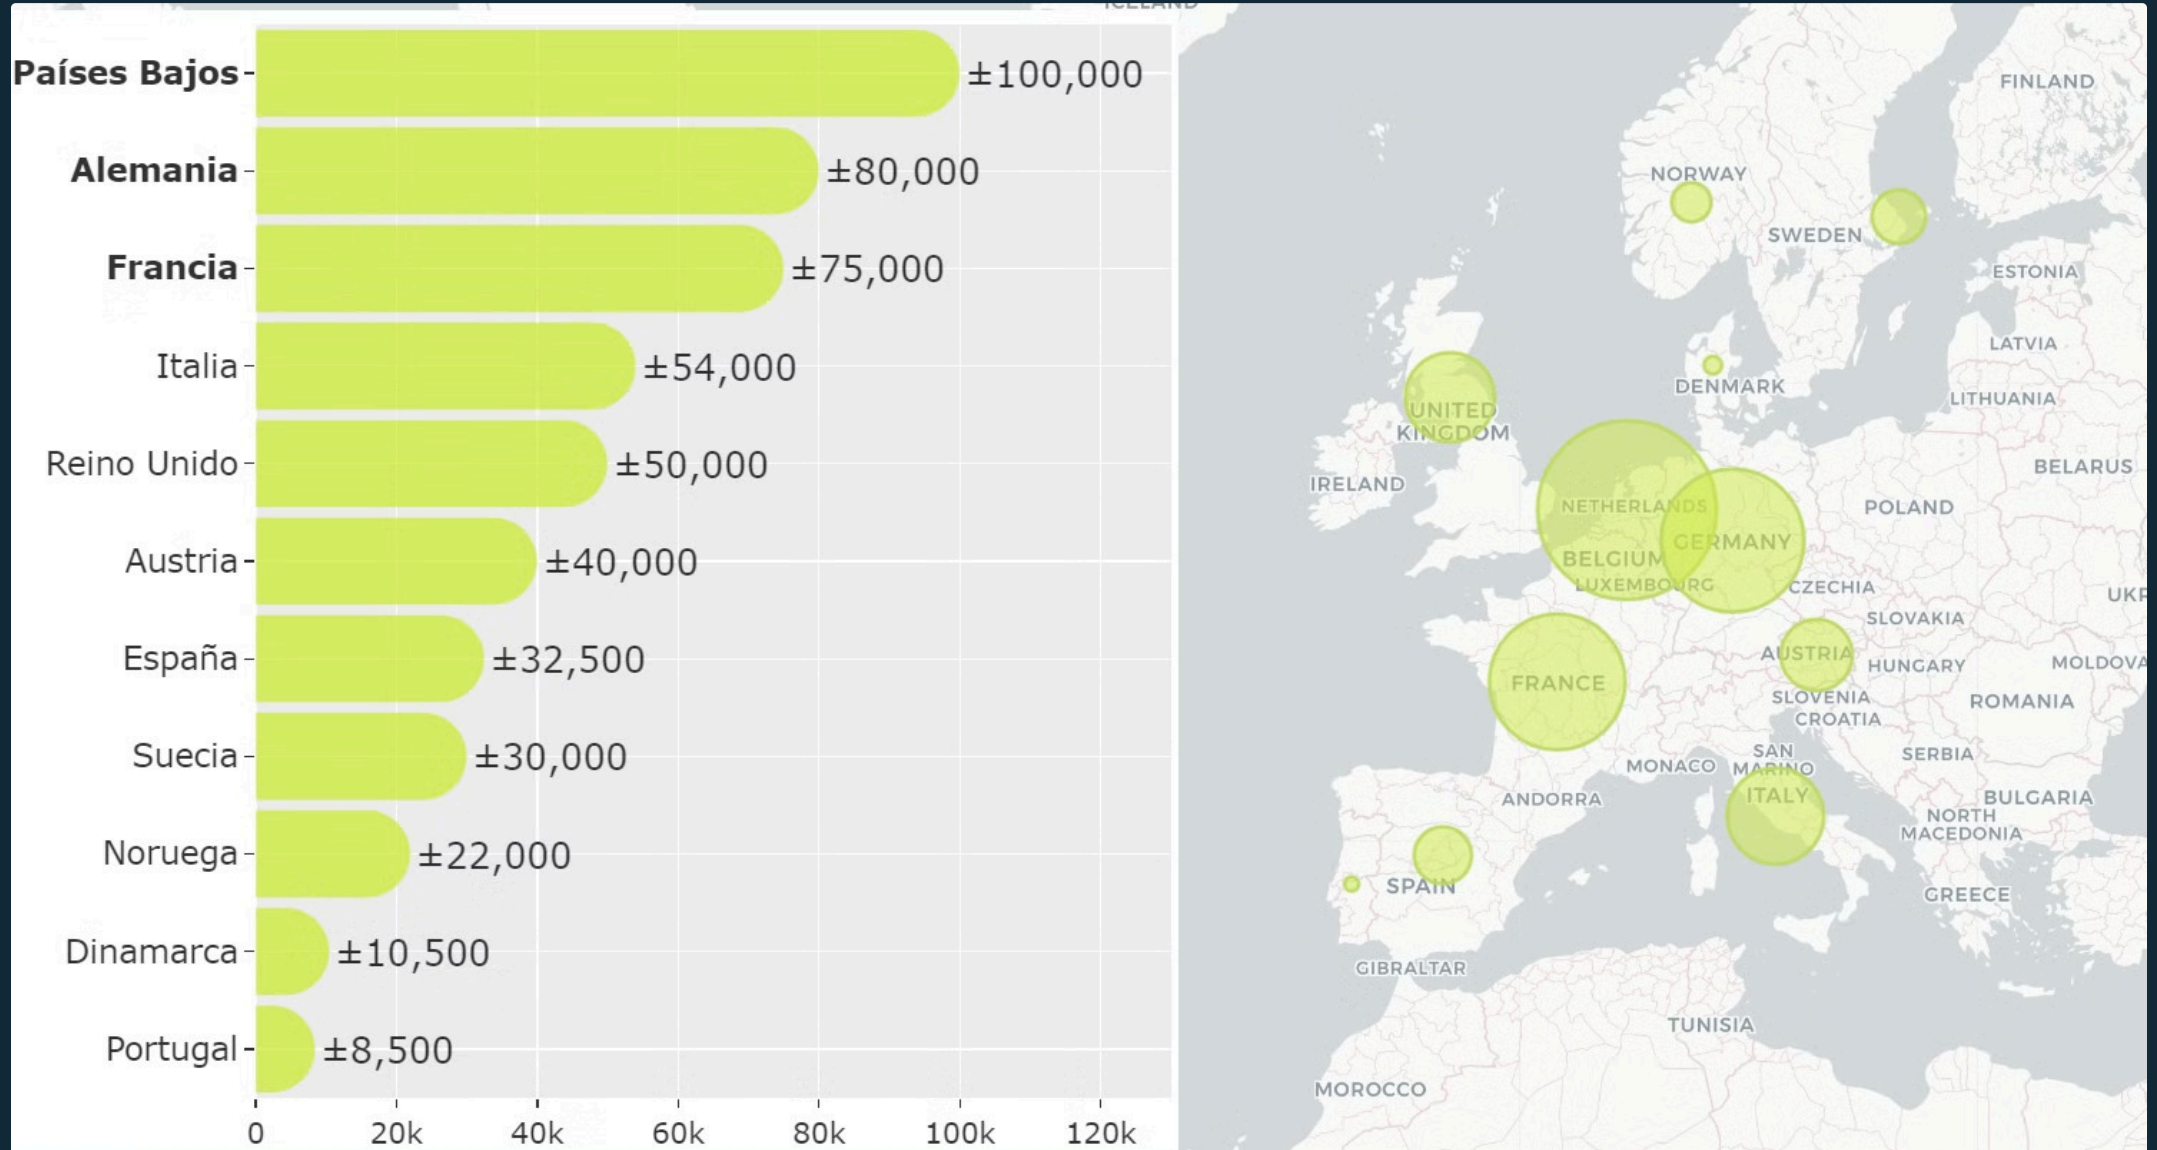 ICELAND
Países Bajos
±100,000
Alemania
±80,000
Francia
±75,000
Italia
±54,000
Reino Unido
±50,000
Austria
±40,000
España
±32,500
Suecia
±30,000
Noruega
±22,000
Dinamarca
±10,500
Portugal
±8,500
0
20k
40k
60k
80k
100k
120k
FINLAND
NORWAY
SWEDEN
ESTONIA
LATVIA
DENMARK
LITHUANIA
UNITED
KINGDOM
BELARUS
IRELAND
NETHERLANDS
POLAND
GERMANY
BELGIUM
LUXEMBOURG
CZECHIA
UKR
SLOVAKIA
AUSTRIA
HUNGARY
MOLDOVA
FRANCE
SLOVENIA
ROMANIA
CROATIA
SAN
MARINO
SERBIA
MONACO
ITALY
ANDORRA
BULGARIA
NORTH
MACEDONIA
SPAIN
GREECE
GIBRALTAR
TUNISIA
MOROCCO